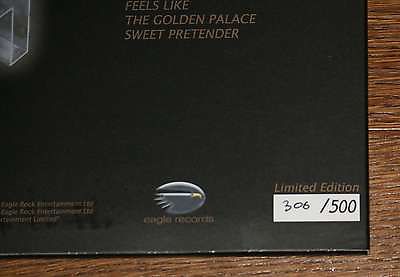 FEELS LIKE
THE GOLDEN PALACE
SWEET PRETENDER
Eagle Rock Entertainment Ltd
Eagle Rock Entertainment Ltd
ertainment Limited"
eagle records
Limited Edition
306 /500